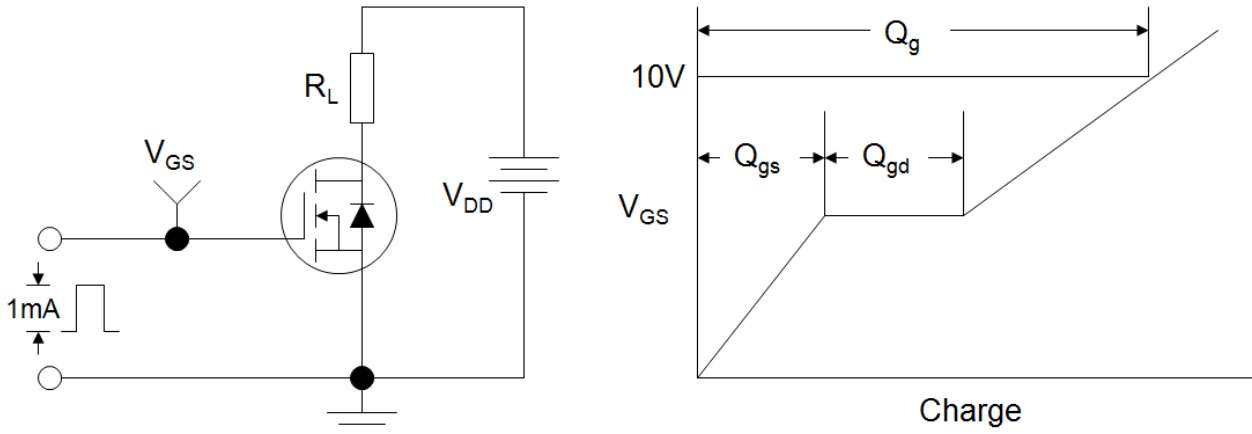 R_L
V_GS
V_DD
1mA
Q_g
10V
Q_gs
Q_gd
V_GS
Charge